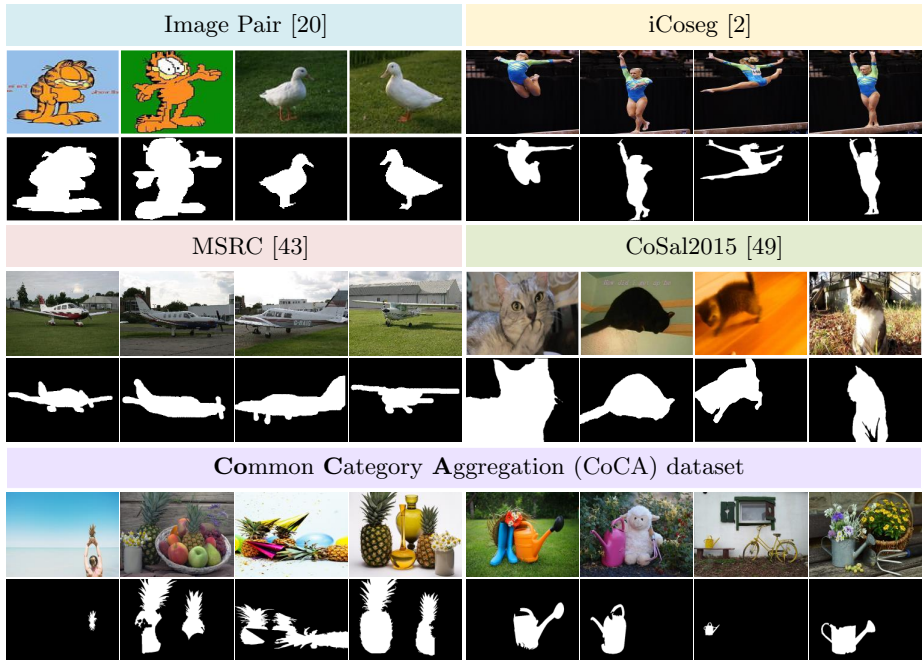 Image Pair [20]
iCoseg [2]
MSRC [43]
CoSal2015 [49]
Common Category Aggregation (CoCA) dataset